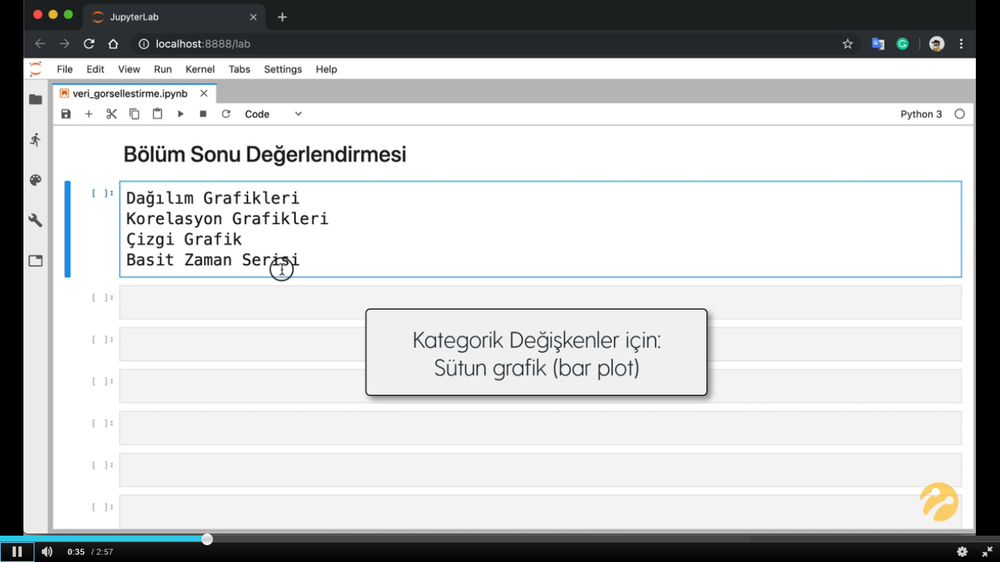 JupyterLab
localhost:8888/lab
File Edit View Run Kernel Tabs Settings Help
veri_gorsellestirme.ipynb
Code
Python 3
Bölüm Sonu Değerlendirmesi
[ ]:
Dağılım Grafikleri
Korelasyon Grafikleri
Çizgi Grafik
Basit Zaman Serisi
[ ]:
Kategorik Değişkenler için:
Sütun grafik (bar plot)
[ ]:
[ ]:
[ ]:
[ ]:
[ ]:
0:35 / 2:57